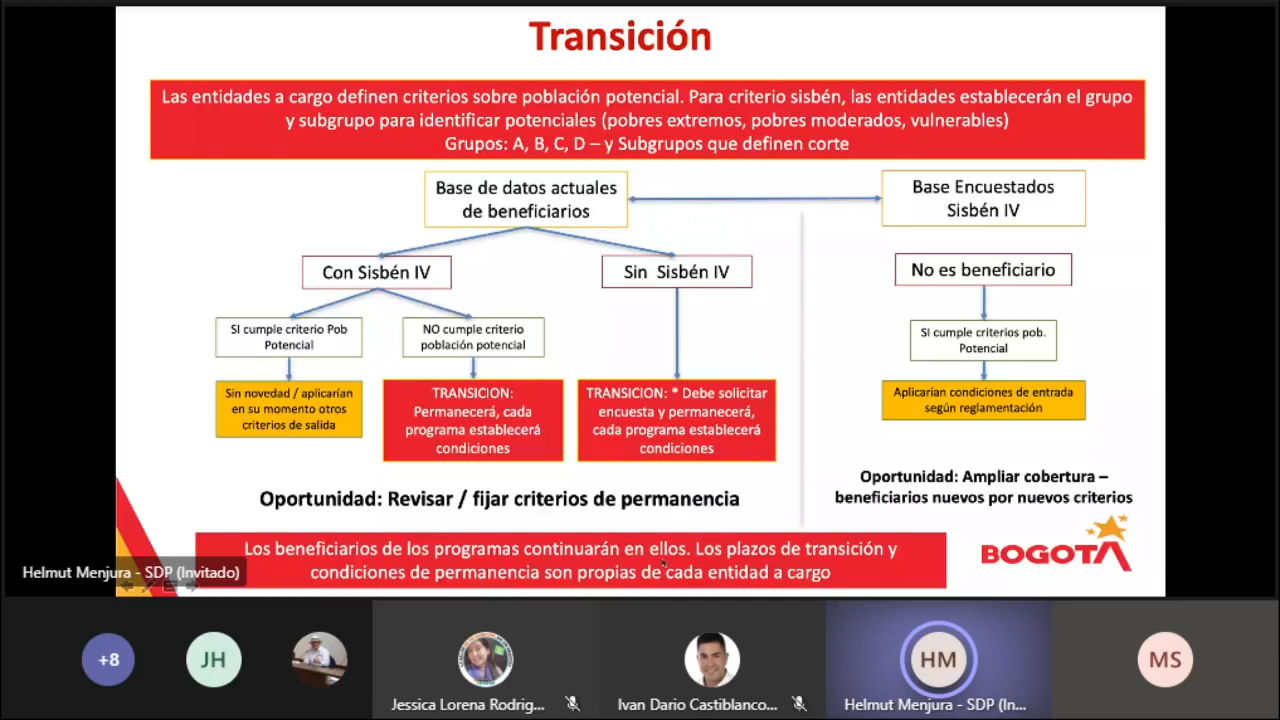 Transición
Las entidades a cargo definen criterios sobre población potencial. Para criterio sisbén, las entidades establecerán el grupo
y subgrupo para identificar potenciales (pobres extremos, pobres moderados, vulnerables)
Grupos: A, B, C, D – y Subgrupos que definen corte
Base de datos actuales
de beneficiarios
Base Encuestados
Sisbén IV
Con Sisbén IV
Sin Sisbén IV
No es beneficiario
SI cumple criterio Pob
Potencial
NO cumple criterio
población potencial
SI cumple criterios pob.
Potencial
Sin novedad / aplicarían
en su momento otros
criterios de salida
TRANSICION:
Permanecerá, cada
programa establecerá
condiciones
TRANSICION: * Debe solicitar
encuesta y permanecerá,
cada programa establecerá
condiciones
Aplicarían condiciones de entrada
según reglamentación
Oportunidad: Revisar / fijar criterios de permanencia
Oportunidad: Ampliar cobertura –
beneficiarios nuevos por nuevos criterios
Los beneficiarios de los programas continuarán en ellos. Los plazos de transición y
condiciones de permanencia son propias de cada entidad a cargo
BOGOTA
Helmut Menjura - SDP (Invitado)
+8
JH
HM
MS
Jessica Lorena Rodrig...
Ivan Dario Castiblanco...
Helmut Menjura - SDP (In...